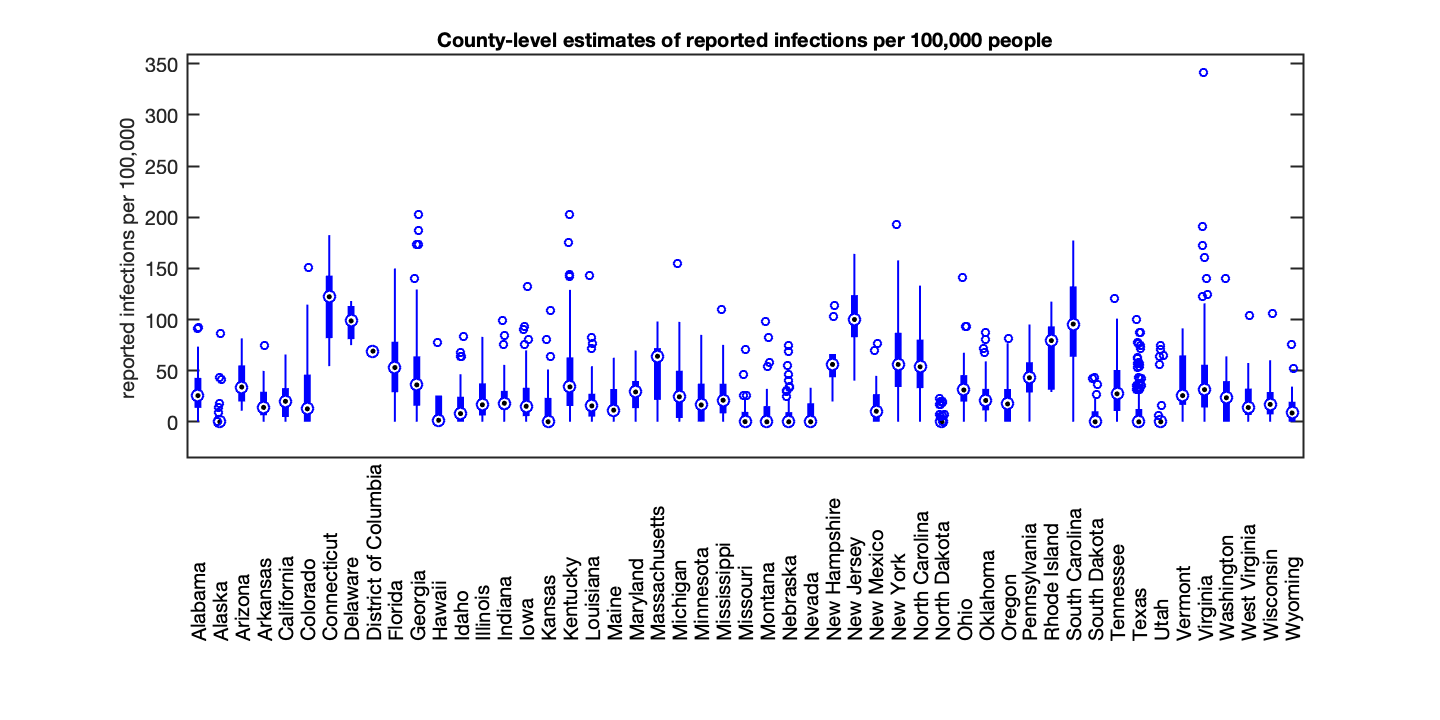 County-level estimates of reported infections per 100,000 people
reported infections per 100,000
350
300
250
200
150
100
50
0
Alabama
Alaska
Arizona
Arkansas
California
Colorado
Connecticut
Delaware
District of Columbia
Florida
Georgia
Hawaii
Idaho
Illinois
Indiana
Iowa
Kansas
Kentucky
Louisiana
Maine
Maryland
Massachusetts
Michigan
Minnesota
Mississippi
Missouri
Montana
Nebraska
Nevada
New Hampshire
New Jersey
New Mexico
New York
North Carolina
North Dakota
Ohio
Oklahoma
Oregon
Pennsylvania
Rhode Island
South Carolina
South Dakota
Tennessee
Texas
Utah
Vermont
Virginia
Washington
West Virginia
Wisconsin
Wyoming